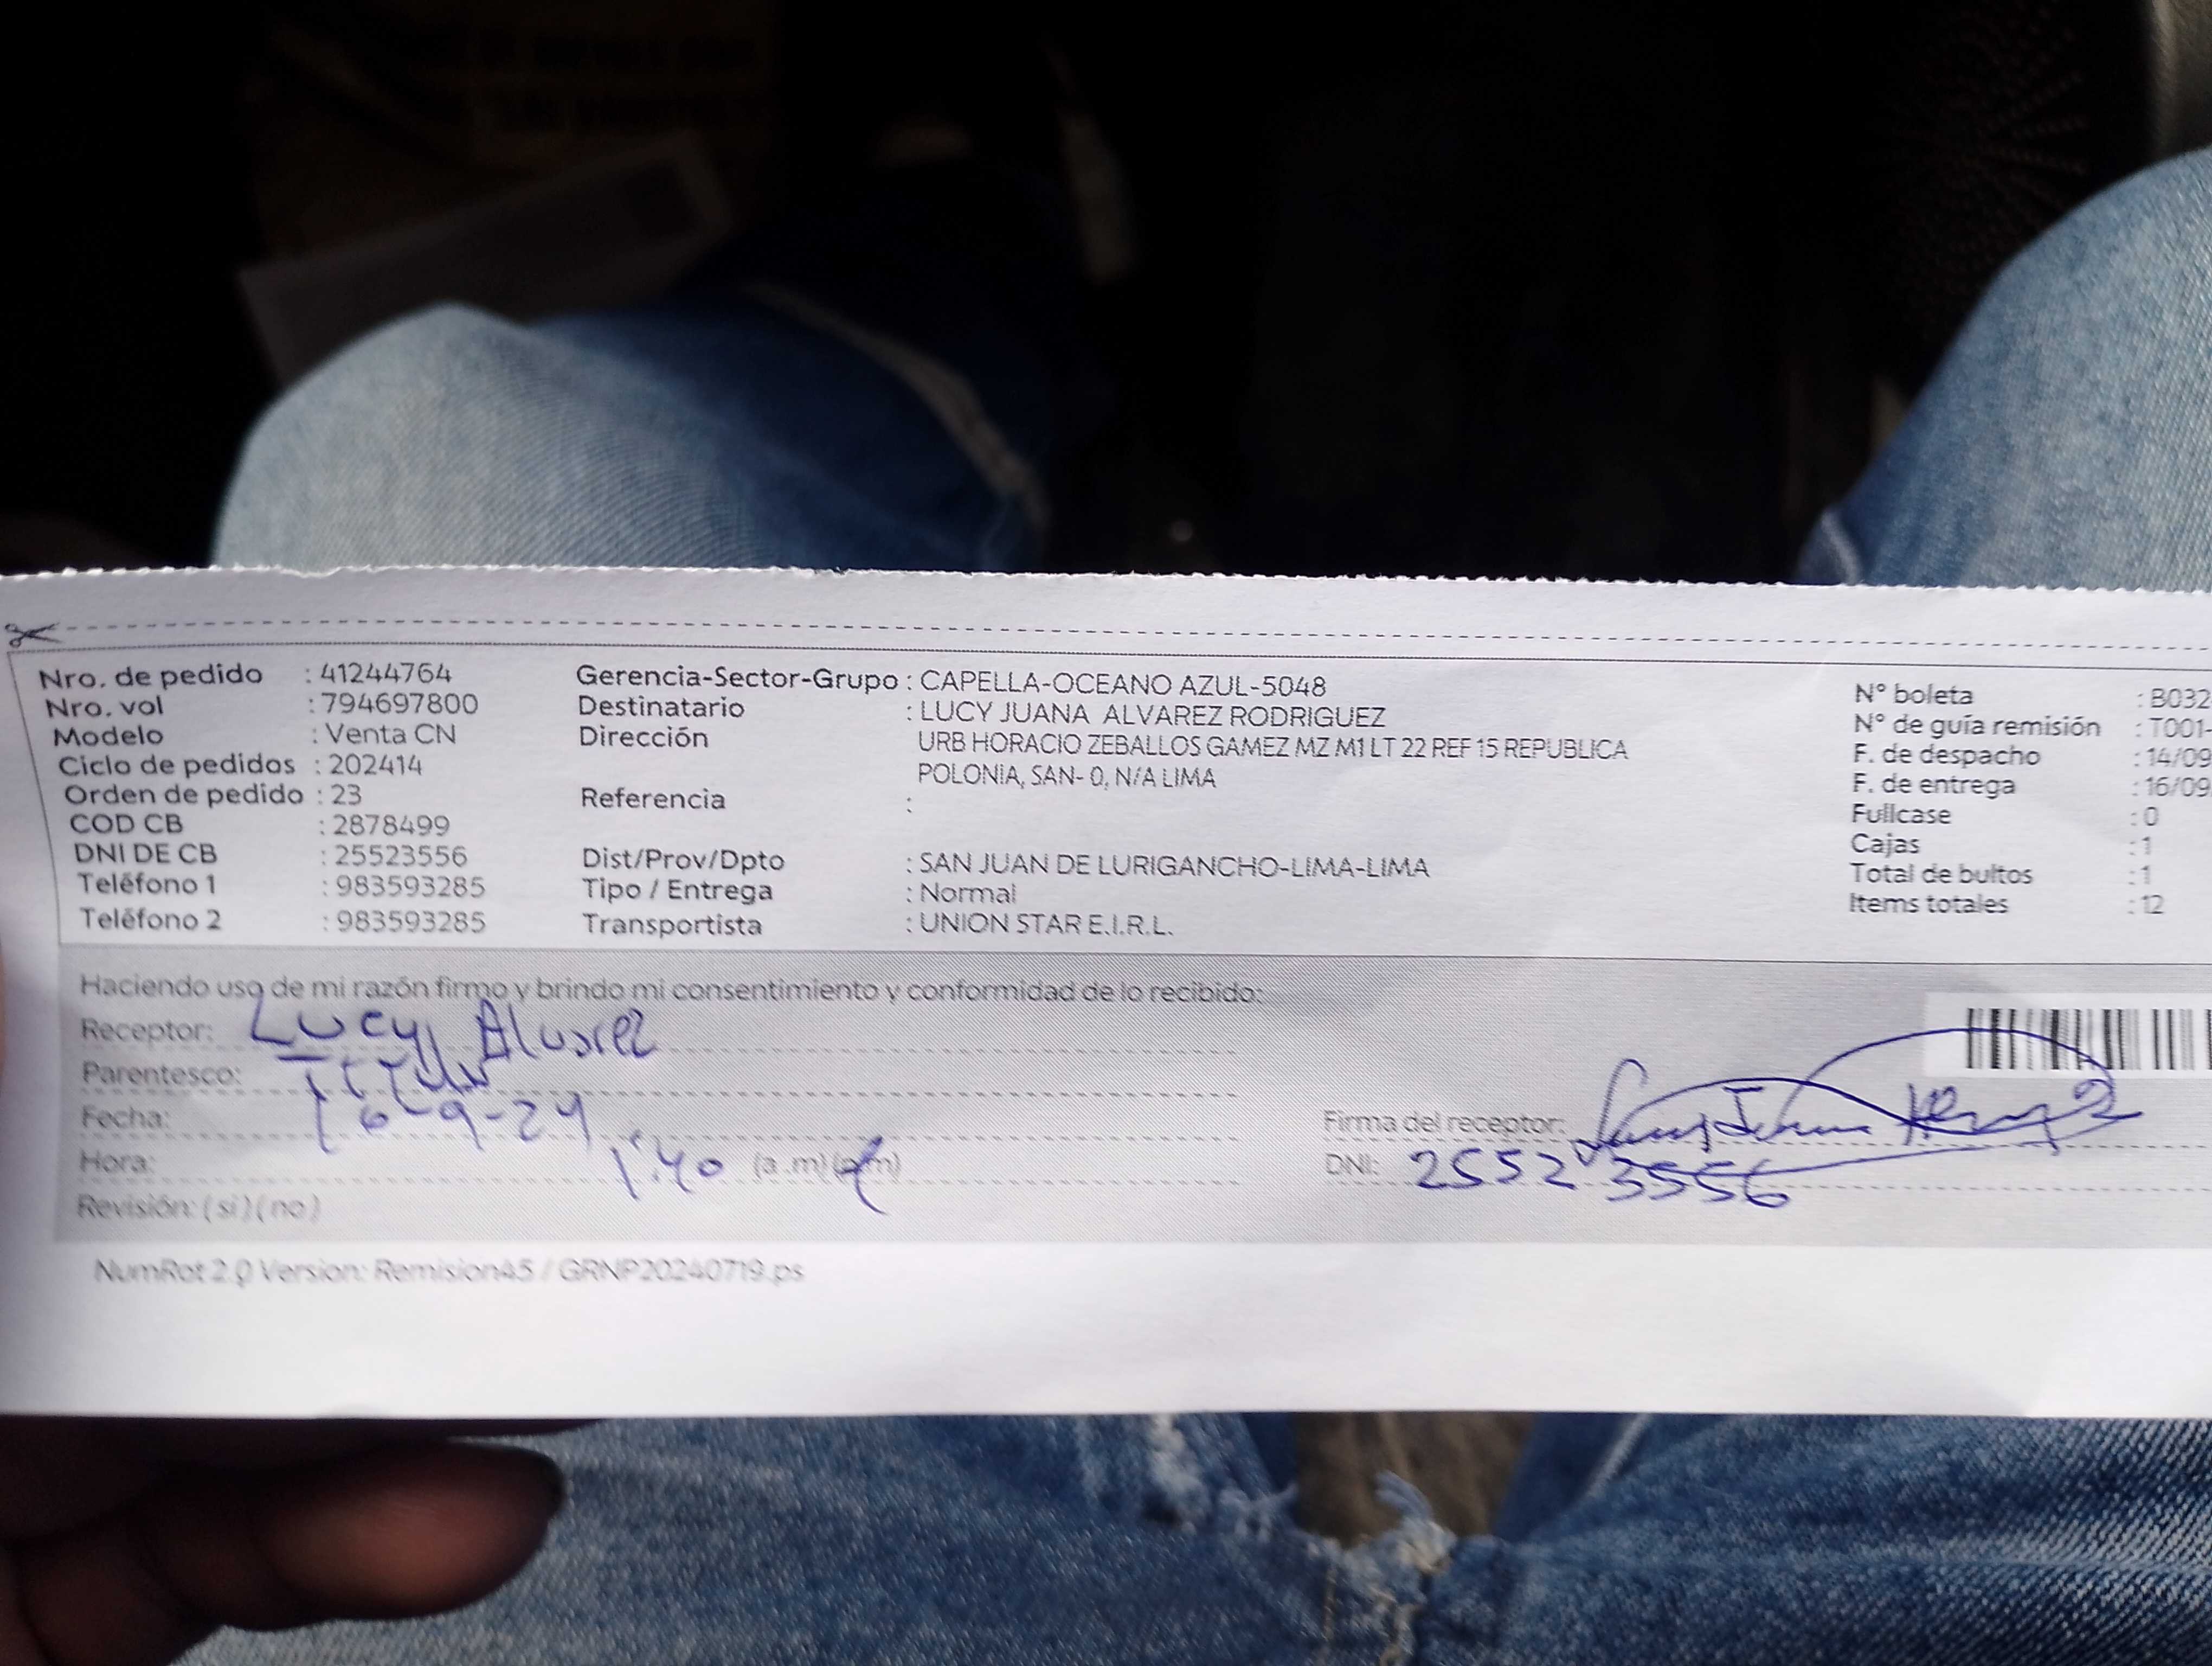 Nro. de pedido : 41244764
Nro. vol : 794697800
Modelo : Venta CN
Ciclo de pedidos : 202414
Orden de pedido : 23
COD CB : 2878499
DNI DE CB : 25523556
Teléfono 1 : 983593285
Teléfono 2 : 983593285
Gerencia-Sector-Grupo : CAPELLA-OCEANO AZUL-5048
Destinatario : LUCY JUANA ALVAREZ RODRIGUEZ
Dirección URB HORACIO ZEBALLOS GAMEZ MZ M1 LT 22 REF 15 REPUBLICA
POLONIA, SAN- 0, N/A LIMA
Referencia :
Dist/Prov/Dpto : SAN JUAN DE LURIGANCHO-LIMA-LIMA
Tipo / Entrega : Normal
Transportista : UNION STAR E.I.R.L.
N° boleta : B032
N° de guía remisión : T001-
F. de despacho : 14/09
F. de entrega : 16/09
Fullcase : 0
Cajas : 1
Total de bultos : 1
Items totales : 12
Haciendo uso de mi razón firmo y brindo mi consentimiento y conformidad de lo recibido:
Receptor: Lucy Alvarez
Parentesco:
Fecha: 16-9-24
Hora: 1:40 (a .m) (p.m)
Revisión: ( si ) ( no )
Firma del receptor:
DNI: 25523556
NumRot 2.0 Version: Remision45 / GRNP20240719.ps